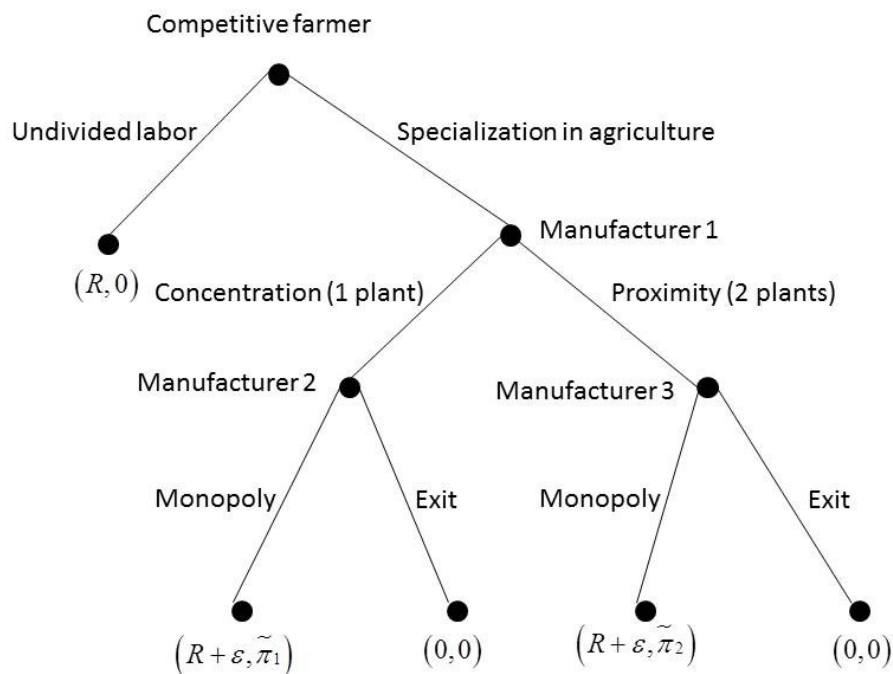 Competitive farmer
Undivided labor
Specialization in agriculture
Manufacturer 1
(R,0)
Concentration (1 plant)
Proximity (2 plants)
Manufacturer 2
Manufacturer 3
Monopoly
Exit
Monopoly
Exit
(R + ε, π̃₁)
(0,0)
(R + ε, π̃₂)
(0,0)